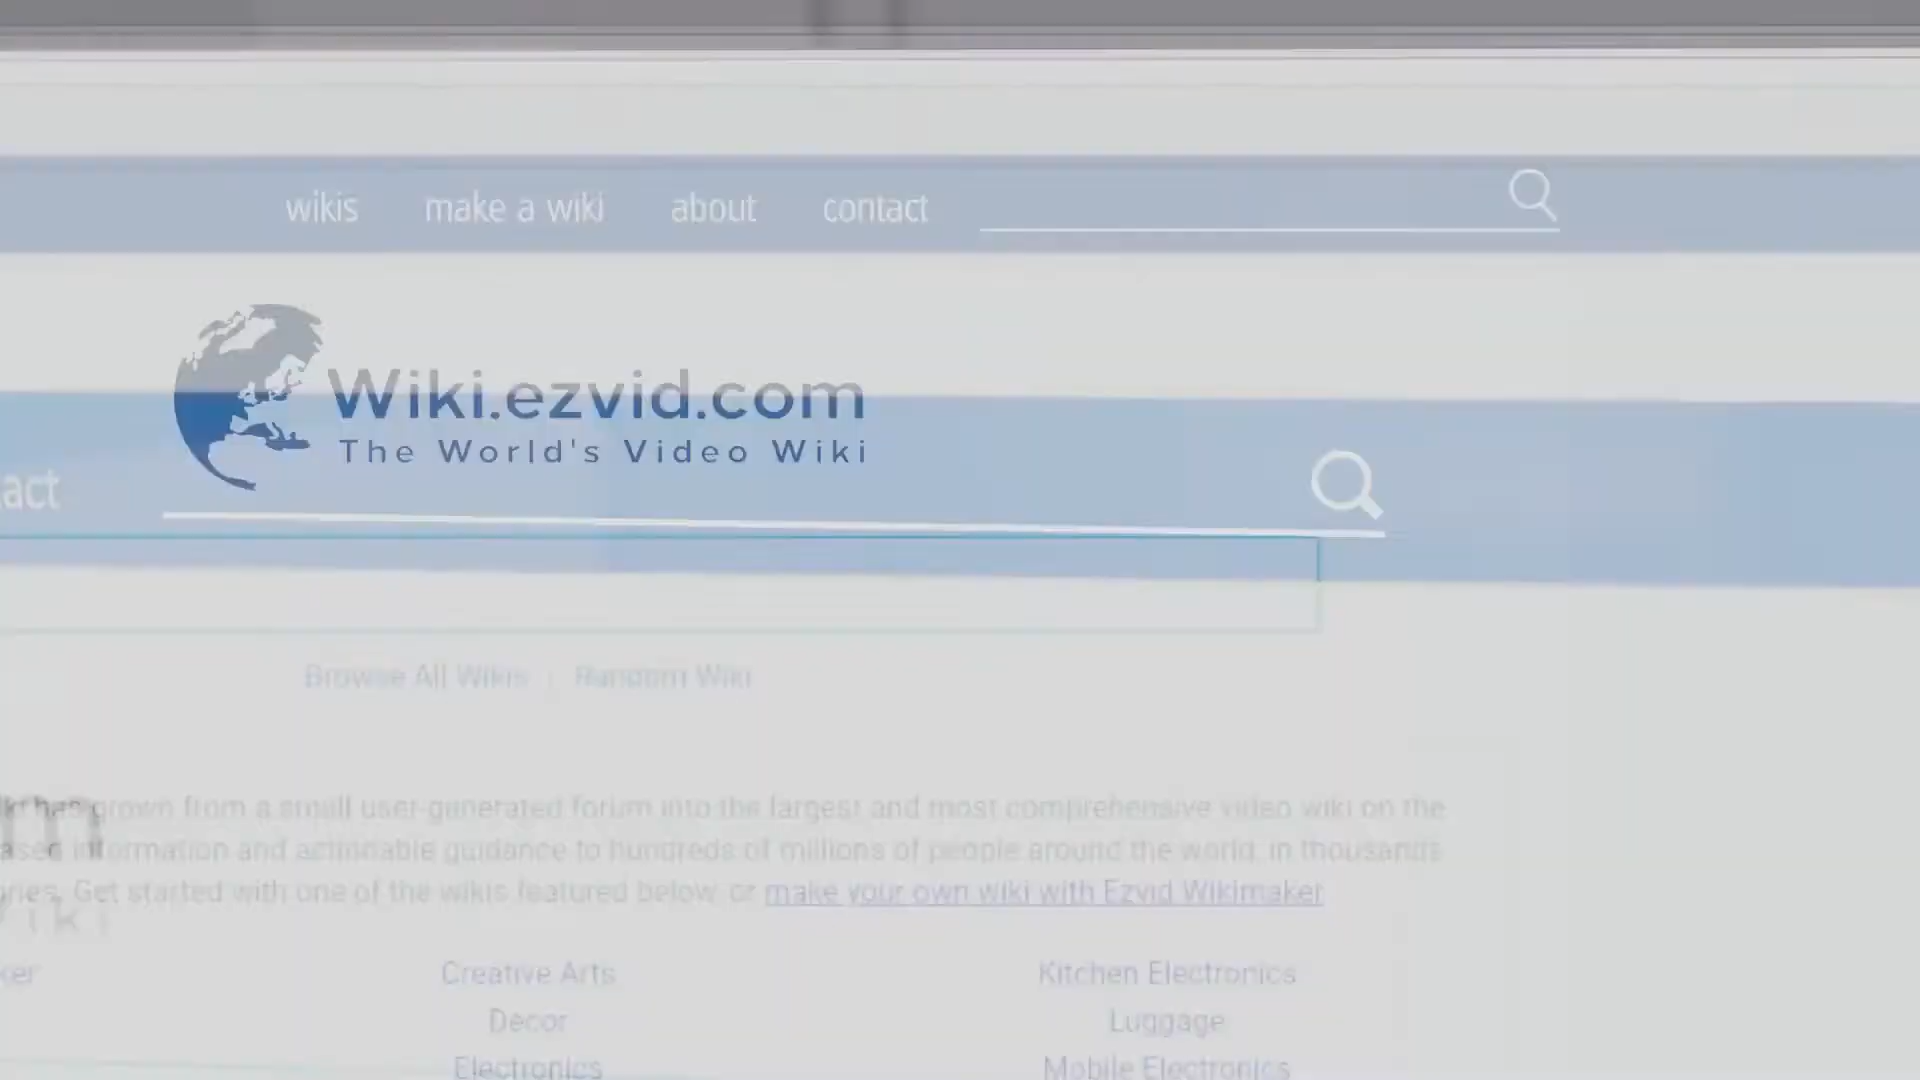 wikis make a wiki about contact
Wiki.ezvid.com
The World's Video Wiki
act
Browse All Wikis | Random Wiki
has grown from a small user-generated forum into the largest and most comprehensive video wiki on the
information and actionable guidance to hundreds of millions of people around the world, in thousands
Get started with one of the wikis featured below, or make your own wiki with Ezvid Wikimaker
Creative Arts Kitchen Electronics
Decor Luggage
Electronics Mobile Electronics